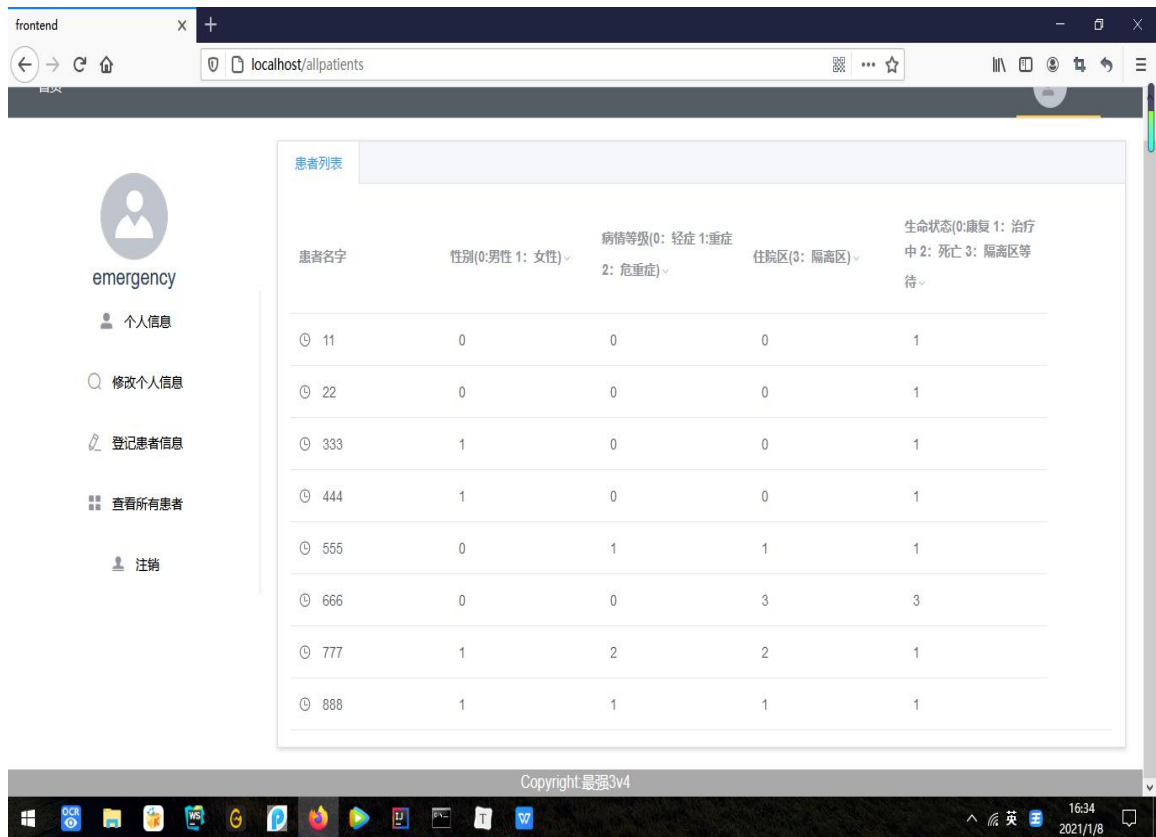 frontend
localhost/allpatients
首页
emergency
个人信息
修改个人信息
登记患者信息
查看所有患者
注销
患者列表
患者名字 性别(0:男性 1：女性) 病情等级(0：轻症 1:重症 2：危重症) 住院区(3：隔离区) 生命状态(0:康复 1：治疗中 2：死亡 3：隔离区等待
11 0 0 0 1
22 0 0 0 1
333 1 0 0 1
444 1 0 0 1
555 0 1 1 1
666 0 0 3 3
777 1 2 2 1
888 1 1 1 1
Copyright:最强3v4
OCR
WS
IJ
T
W
英
王
16:34
2021/1/8